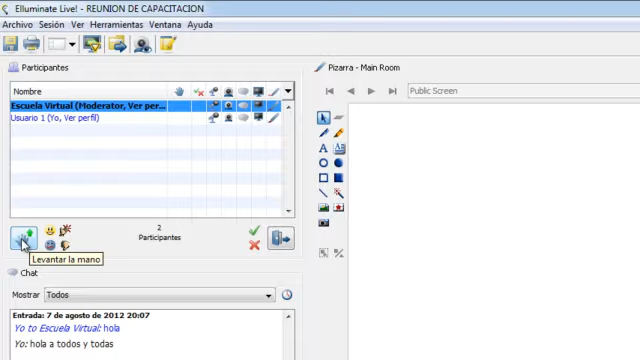 Elluminate Live! - REUNION DE CAPACITACION
Archivo Sesión Ver Herramientas Ventana Ayuda
Participantes
Pizarra - Main Room
Nombre
Public Screen
Escuela Virtual (Moderator, Ver per...
Usuario 1 (Yo, Ver perfil)
2
Participantes
Levantar la mano
Chat
Mostrar Todos
Entrada: 7 de agosto de 2012 20:07
Yo to Escuela Virtual: hola
Yo: hola a todos y todas